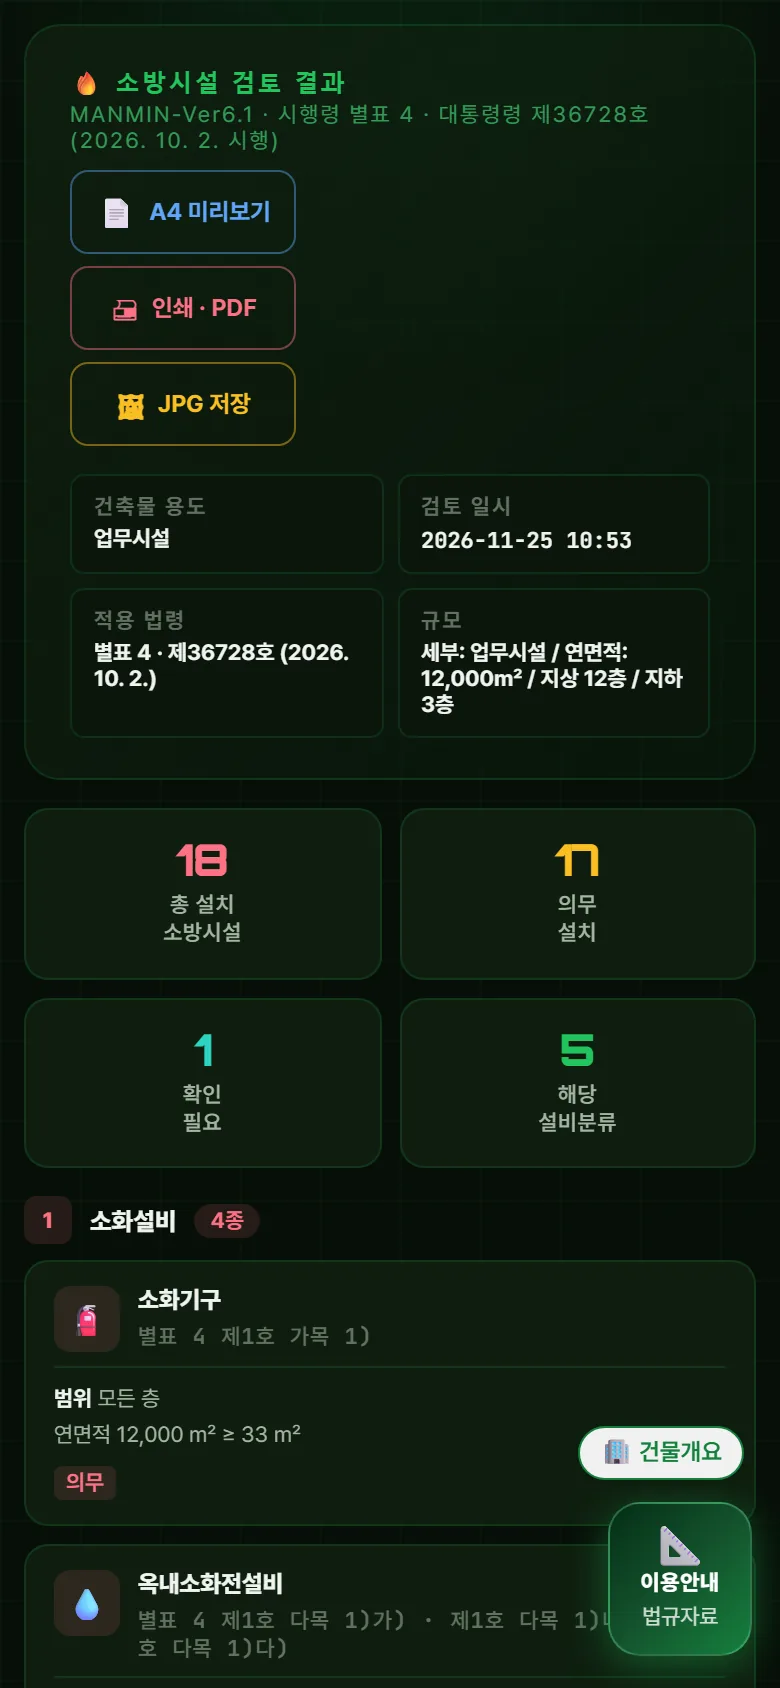 소방시설 검토 결과
MANMIN-Ver6.1 · 시행령 별표 4 · 대통령령 제36728호
(2026. 10. 2. 시행)
A4 미리보기
인쇄 · PDF
JPG 저장
건축물 용도
업무시설
검토 일시
2026-11-25 10:53
적용 법령
별표 4 · 제36728호 (2026.
10. 2.)
규모
세부: 업무시설 / 연면적:
12,000m² / 지상 12층 / 지하
3층
18
총 설치
소방시설
17
의무
설치
1
확인
필요
5
해당
설비분류
1 소화설비 4종
소화기구
별표 4 제1호 가목 1)
범위 모든 층
연면적 12,000 m² ≥ 33 m²
의무
건물개요
옥내소화전설비
별표 4 제1호 다목 1)가) · 제1호 다목 1)
호 다목 1)다)
이용안내
법규자료